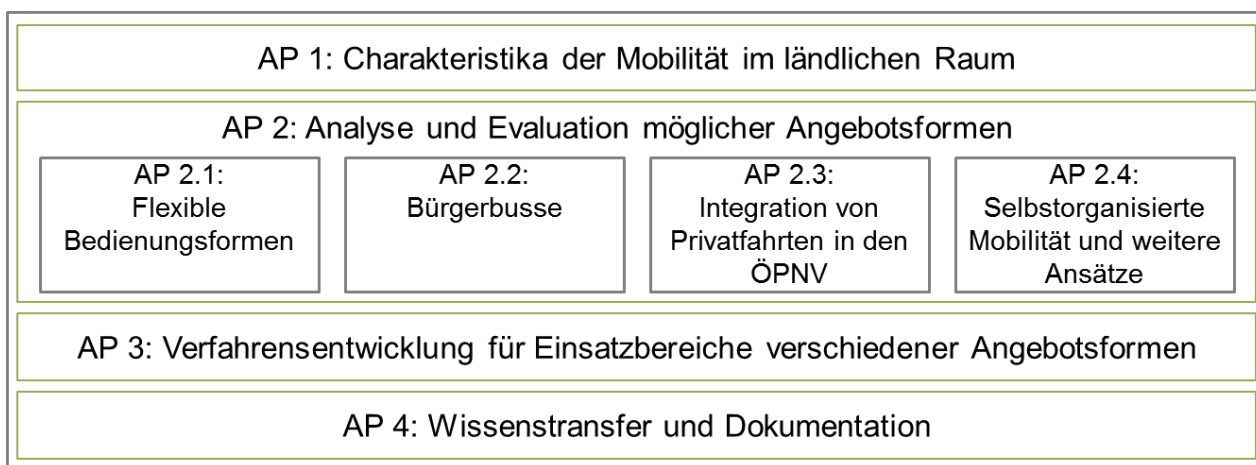 AP 1: Charakteristika der Mobilität im ländlichen Raum
AP 2: Analyse und Evaluation möglicher Angebotsformen
AP 2.1:
Flexible
Bedienungsformen
AP 2.2:
Bürgerbusse
AP 2.3:
Integration von
Privatfahrten in den
ÖPNV
AP 2.4:
Selbstorganisierte
Mobilität und weitere
Ansätze
AP 3: Verfahrensentwicklung für Einsatzbereiche verschiedener Angebotsformen
AP 4: Wissenstransfer und Dokumentation